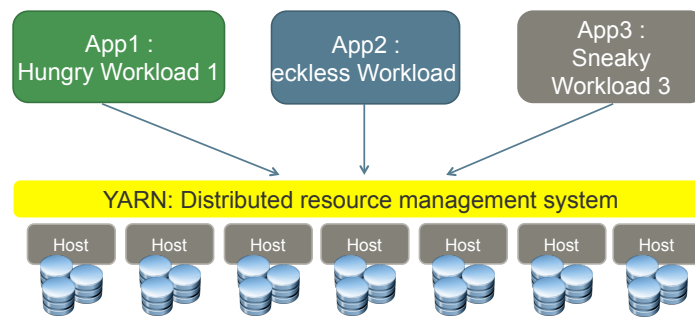 App1 :
Hungry Workload 1
App2 :
eckless Workload
App3 :
Sneaky
Workload 3
YARN: Distributed resource management system
Host
Host
Host
Host
Host
Host
Host